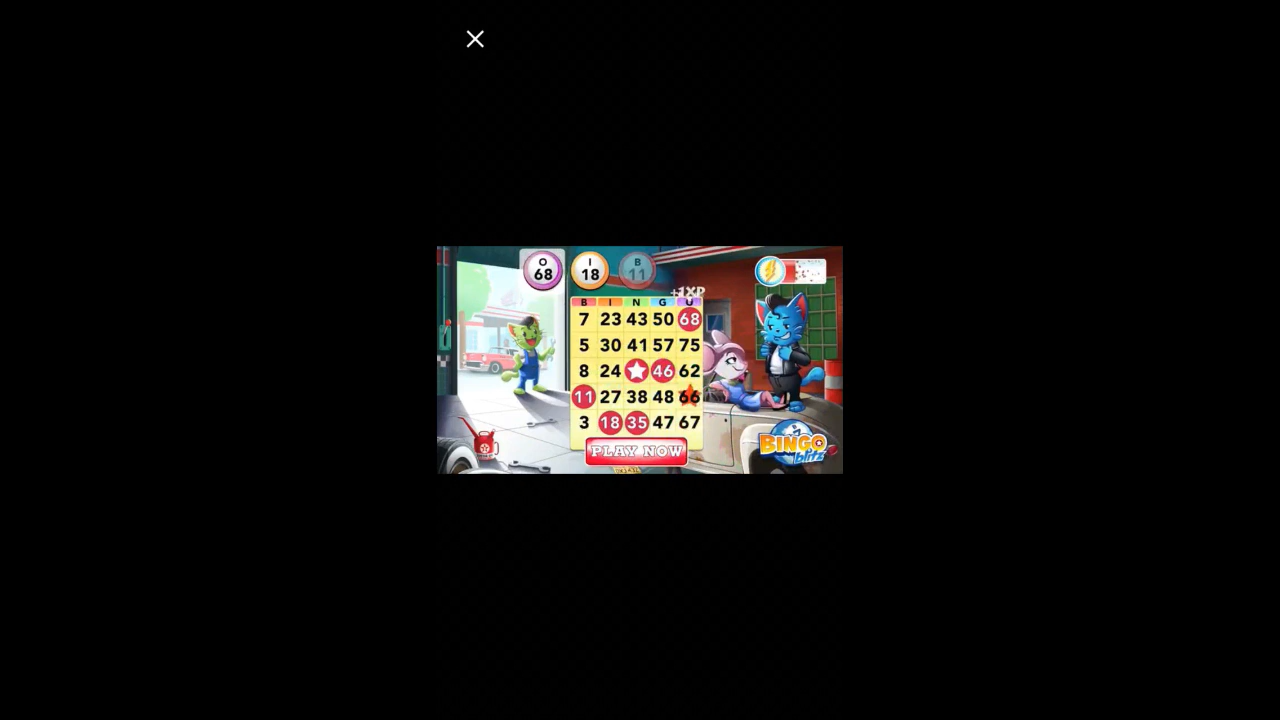 O I B
68 18 11
+1XP
B I N G O
7 23 43 50 68
5 30 41 57 75
8 24 46 62
11 27 38 48 66
3 18 35 47 67
PLAY NOW
BINGO
blitz